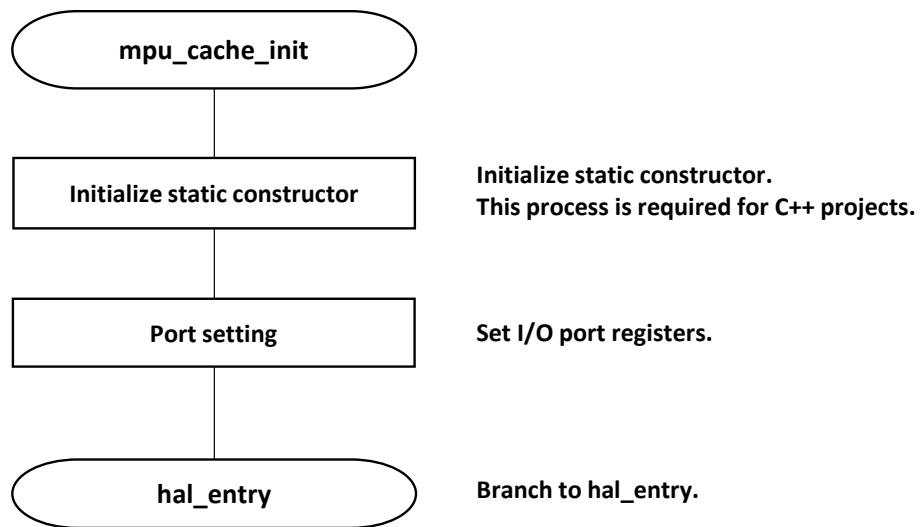 mpu_cache_init
Initialize static constructor
Initialize static constructor.
This process is required for C++ projects.
Port setting
Set I/O port registers.
hal_entry
Branch to hal_entry.